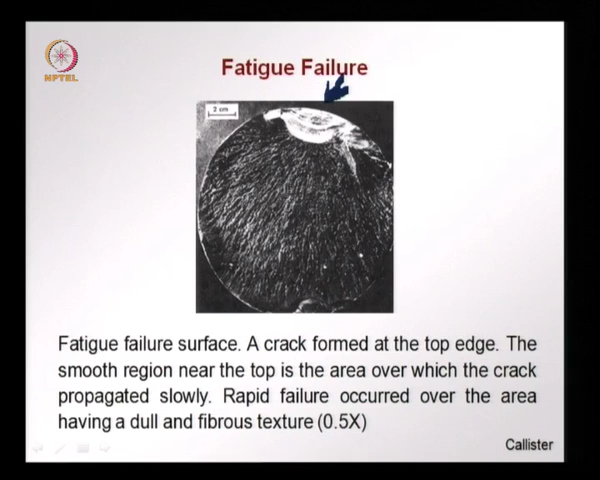 NPTEL
Fatigue Failure
2 cm
Fatigue failure surface. A crack formed at the top edge. The
smooth region near the top is the area over which the crack
propagated slowly. Rapid failure occurred over the area
having a dull and fibrous texture (0.5X)
Callister